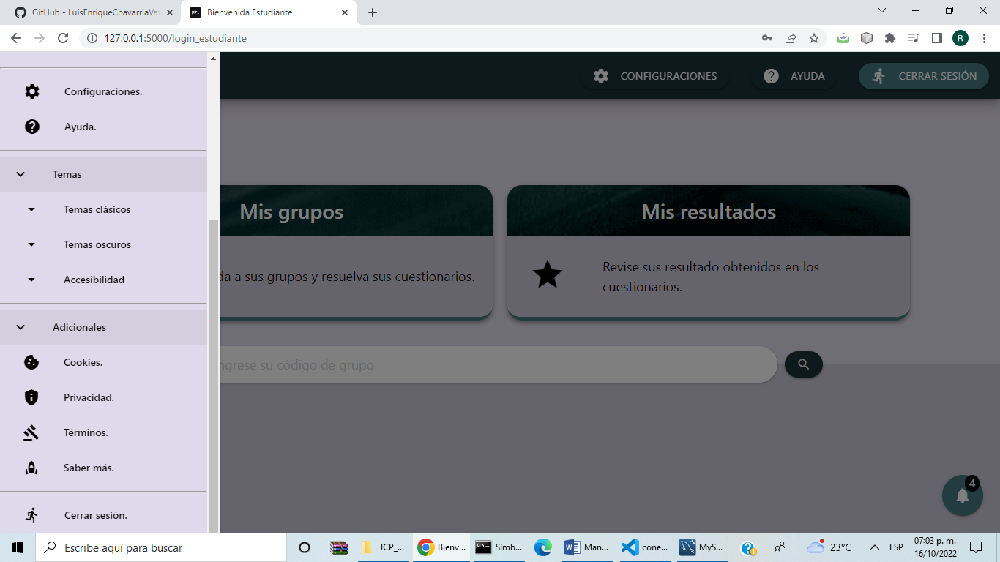 GitHub - LuisEnriqueChavarriaVa
JCP_
Bienvenida Estudiante
127.0.0.1:5000/login_estudiante
R
CONFIGURACIONES
AYUDA
CERRAR SESIÓN
Configuraciones.
Ayuda.
Temas
Temas clásicos
Temas oscuros
Accesibilidad
Adicionales
Cookies.
Privacidad.
Términos.
Saber más.
Cerrar sesión.
Mis grupos
da a sus grupos y resuelva sus cuestionarios.
Mis resultados
Revise sus resultado obtenidos en los
cuestionarios.
ngrese su código de grupo
4
Escribe aquí para buscar
JCP_...
Bienv...
Símb...
Man...
cone...
MyS...
23°C
ESP
07:03 p. m.
16/10/2022